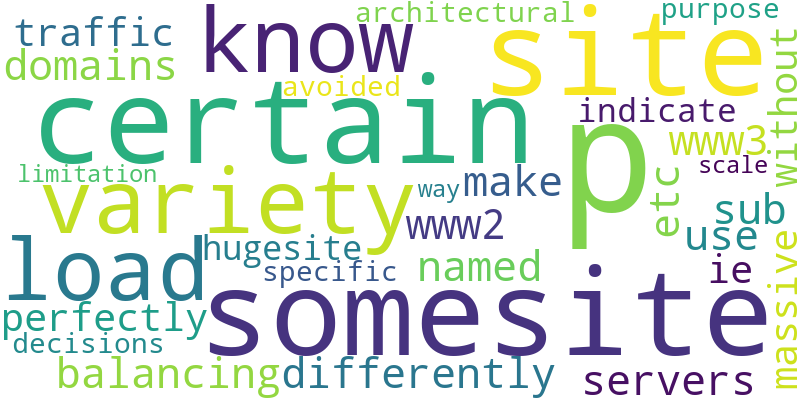 architectural
purpose
traffic
know
site
domains
avoided
certain
p
indicate
without
www3
limitation
variety
way
make
etc
scale
sub
www2
use
load
hugesite
named
specific
ie
massive
somesite
perfectly
decisions
balancing
differently
servers